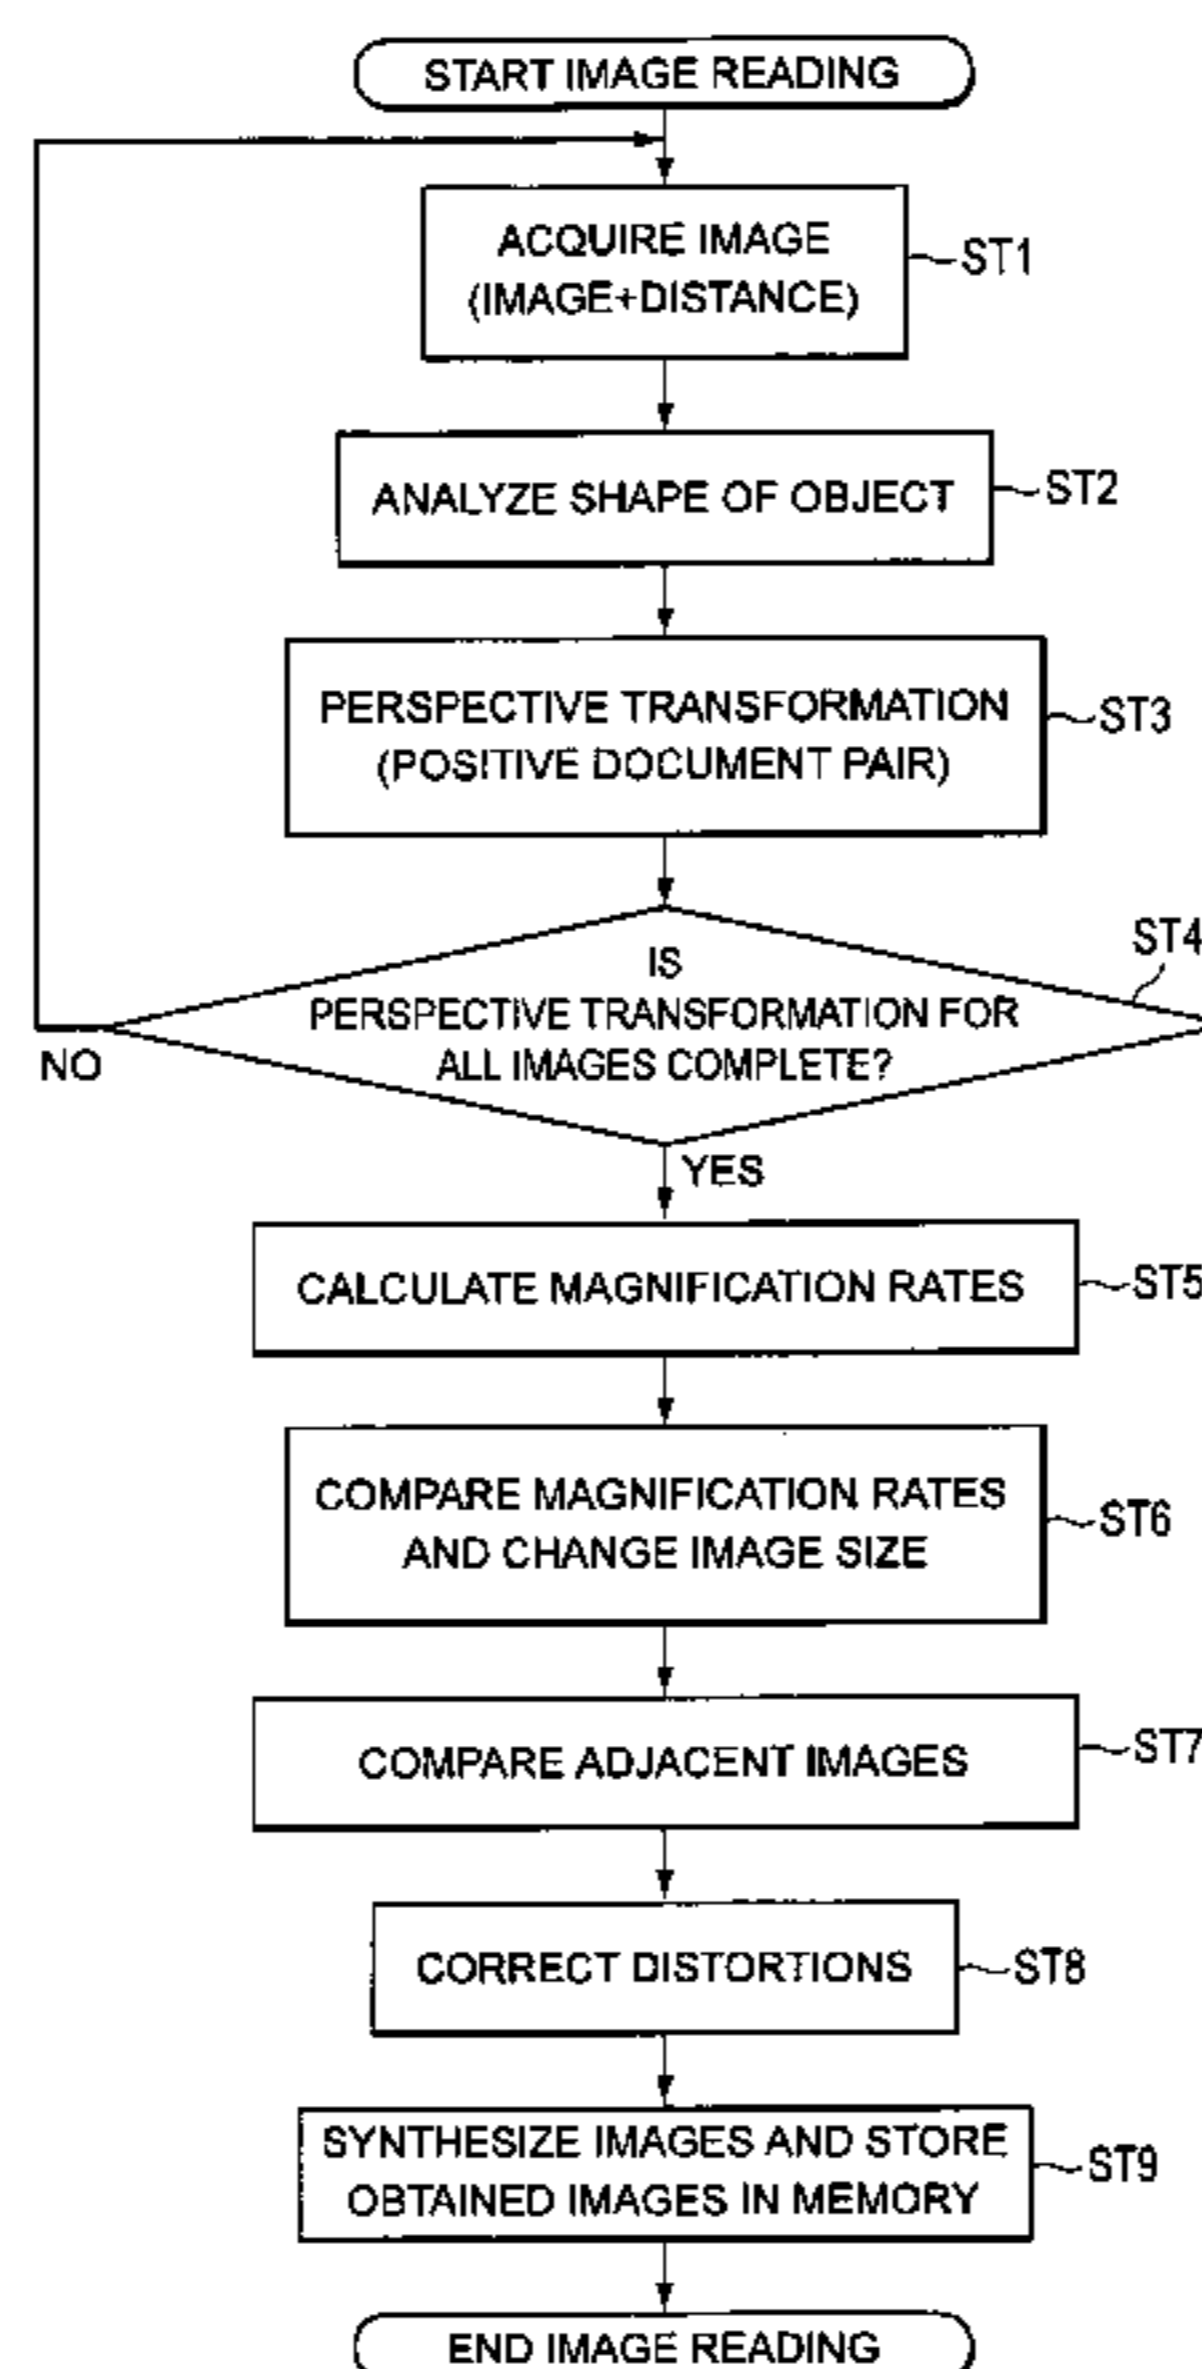 START IMAGE READING
ACQUIRE IMAGE
(IMAGE+DISTANCE)
ST1
ANALYZE SHAPE OF OBJECT
ST2
PERSPECTIVE TRANSFORMATION
(POSITIVE DOCUMENT PAIR)
ST3
IS
PERSPECTIVE TRANSFORMATION FOR
ALL IMAGES COMPLETE?
ST4
NO
YES
CALCULATE MAGNIFICATION RATES
ST5
COMPARE MAGNIFICATION RATES
AND CHANGE IMAGE SIZE
ST6
COMPARE ADJACENT IMAGES
ST7
CORRECT DISTORTIONS
ST8
SYNTHESIZE IMAGES AND STORE
OBTAINED IMAGES IN MEMORY
ST9
END IMAGE READING